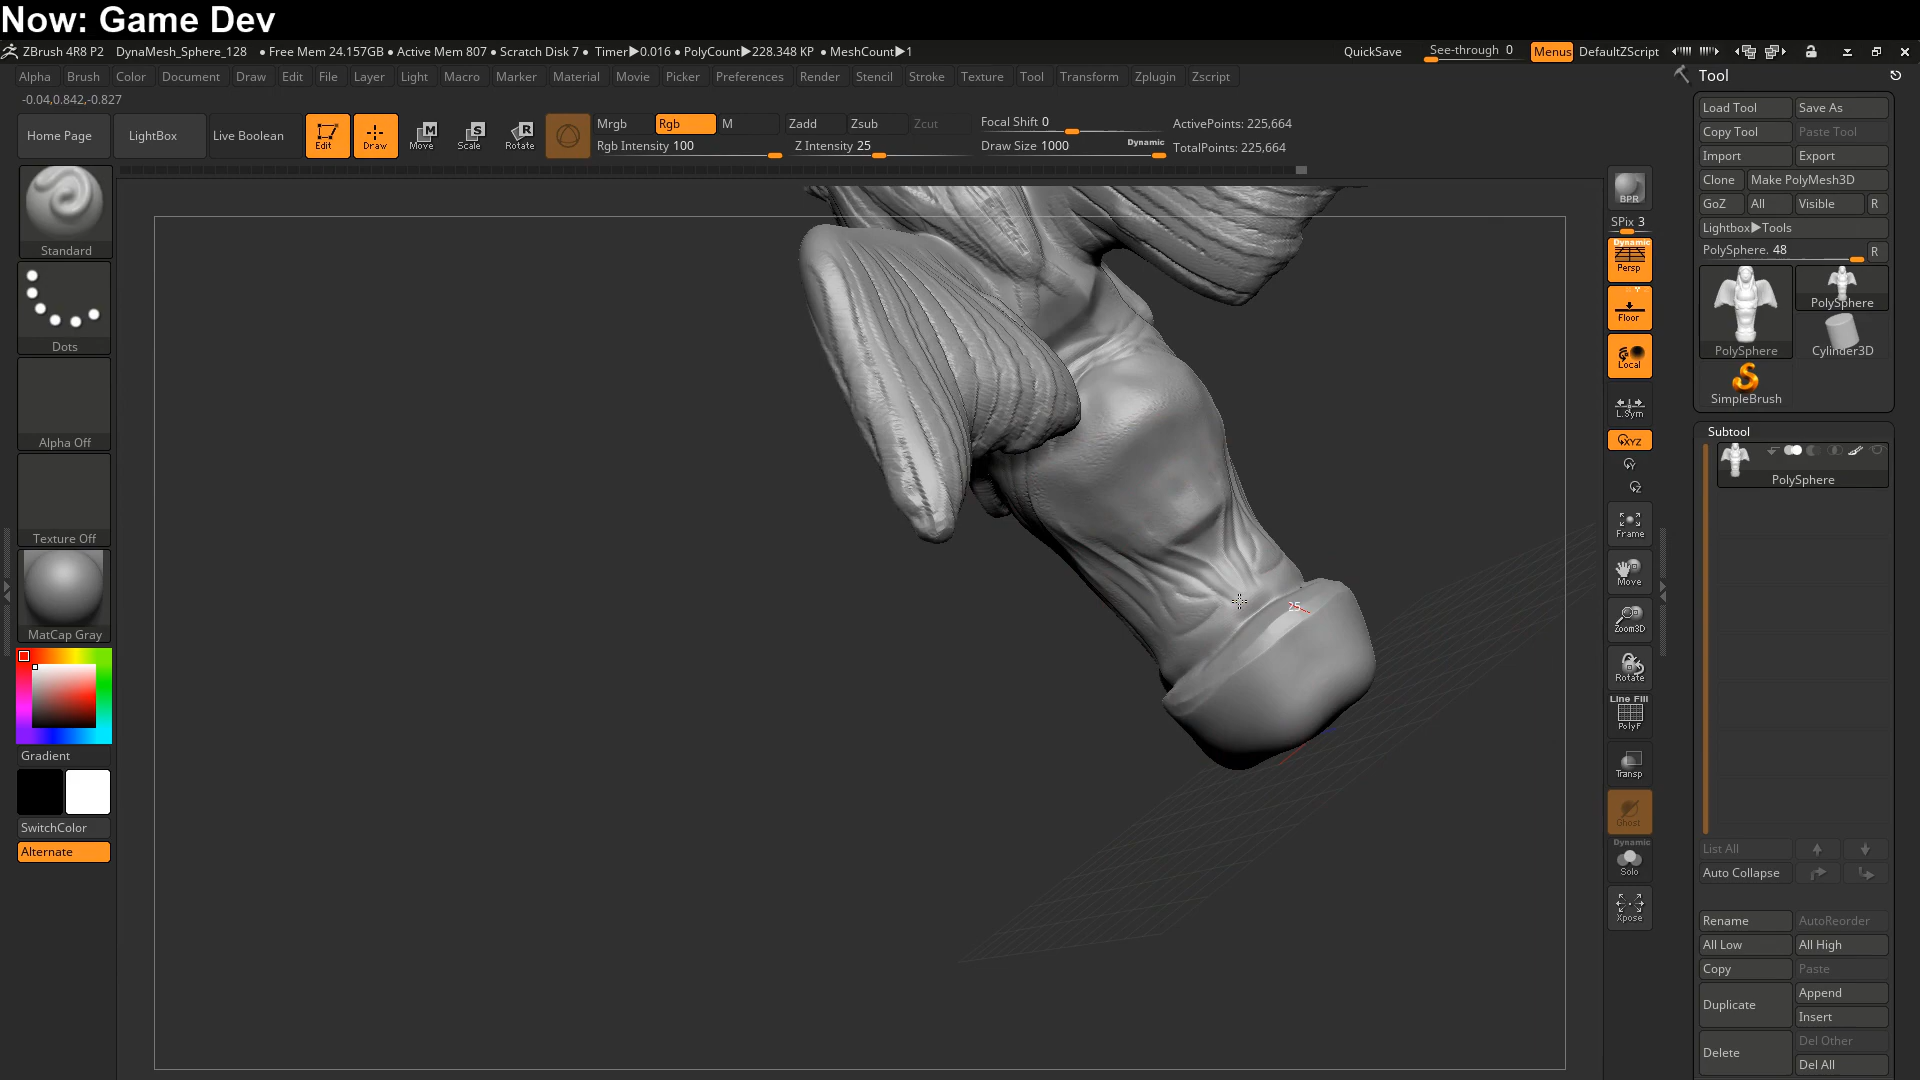 Now: Game Dev
ZBrush 4R8 P2 DynaMesh_Sphere_128 ● Free Mem 24.157GB ● Active Mem 807 ● Scratch Disk 7 ● Timer▶0.016 ● PolyCount▶228.348 KP ● MeshCount▶1 QuickSave See-through 0 Menus DefaultZScript
Alpha Brush Color Document Draw Edit File Layer Light Macro Marker Material Movie Picker Preferences Render Stencil Stroke Texture Tool Transform Zplugin Zscript
-0.04,0.842,-0.827
Home Page LightBox Live Boolean Edit Draw Move Scale Rotate
Mrgb Rgb M Zadd Zsub Zcut Focal Shift 0 ActivePoints: 225,664
Rgb Intensity 100 Z Intensity 25 Draw Size 1000 Dynamic TotalPoints: 225,664
Standard
Dots
Alpha Off
Texture Off
MatCap Gray
Gradient
SwitchColor
Alternate
25
BPR
SPix 3
Dynamic
Persp
Floor
Local
L.Sym
XYZ
Y
Z
Frame
Move
Zoom3D
Rotate
Line Fill
PolyF
Transp
Ghost
Dynamic
Solo
Xpose
Tool
Load Tool Save As
Copy Tool Paste Tool
Import Export
Clone Make PolyMesh3D
GoZ All Visible R
Lightbox▶Tools
PolySphere. 48 R
PolySphere
PolySphere Cylinder3D
SimpleBrush
Subtool
PolySphere
List All
Auto Collapse
Rename AutoReorder
All Low All High
Copy Paste
Duplicate Append
Insert
Delete Del Other
Del All